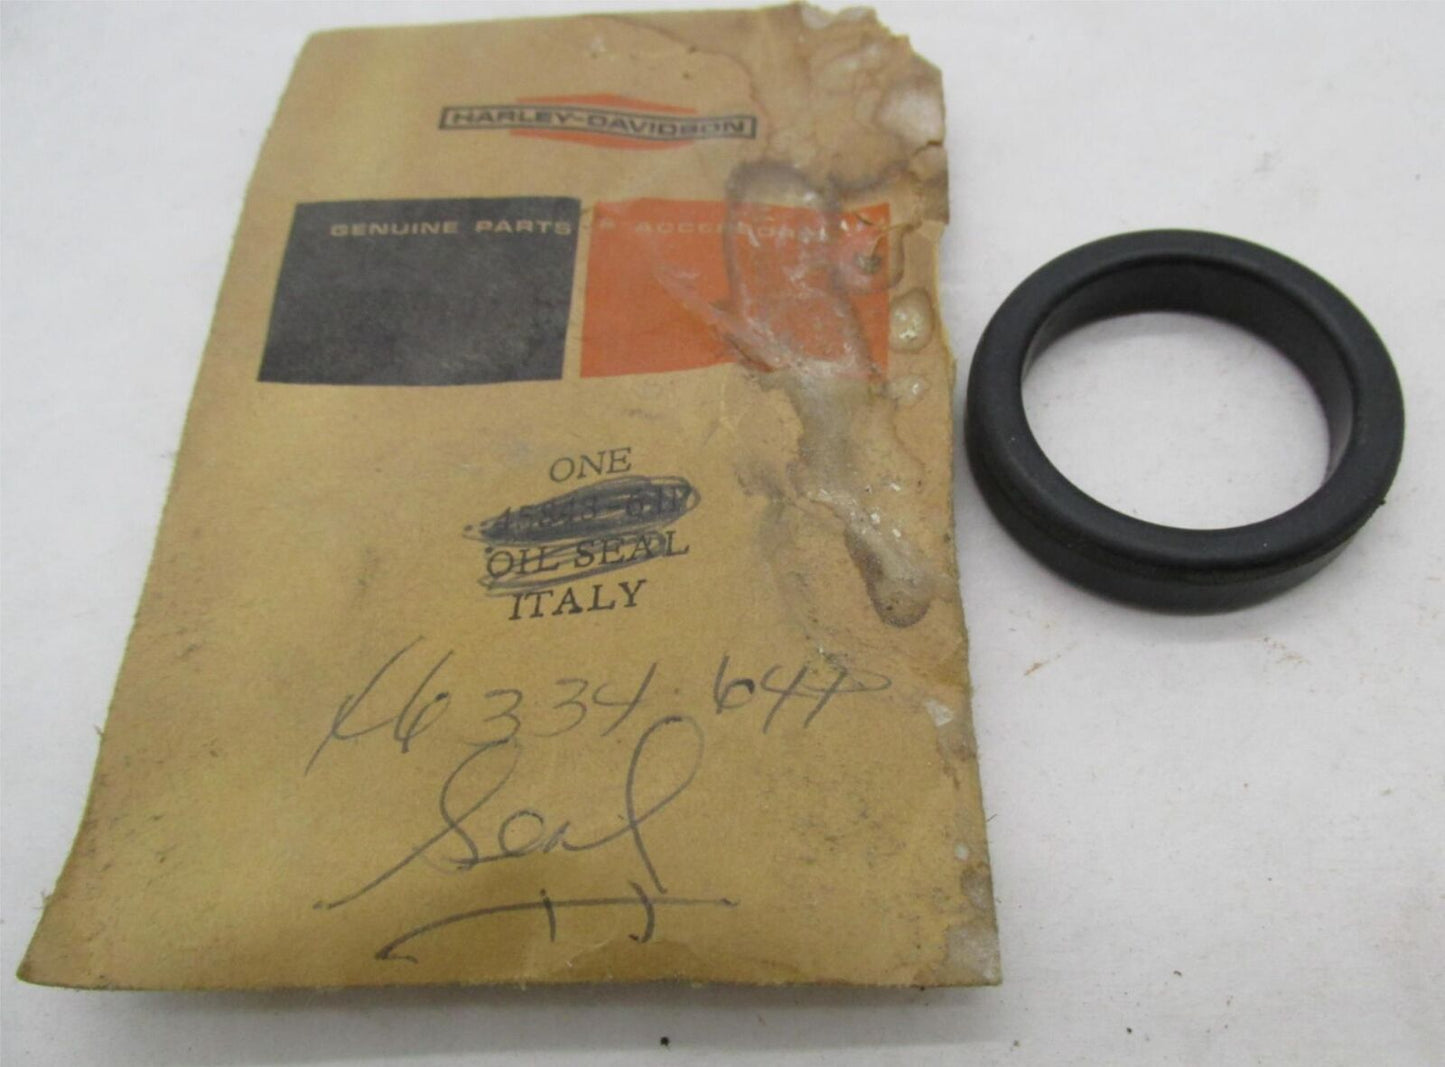 HARLEY-DAVIDSON
GENUINE PARTS
ONE
OIL SEAL
ITALY
46334-64P
Seal